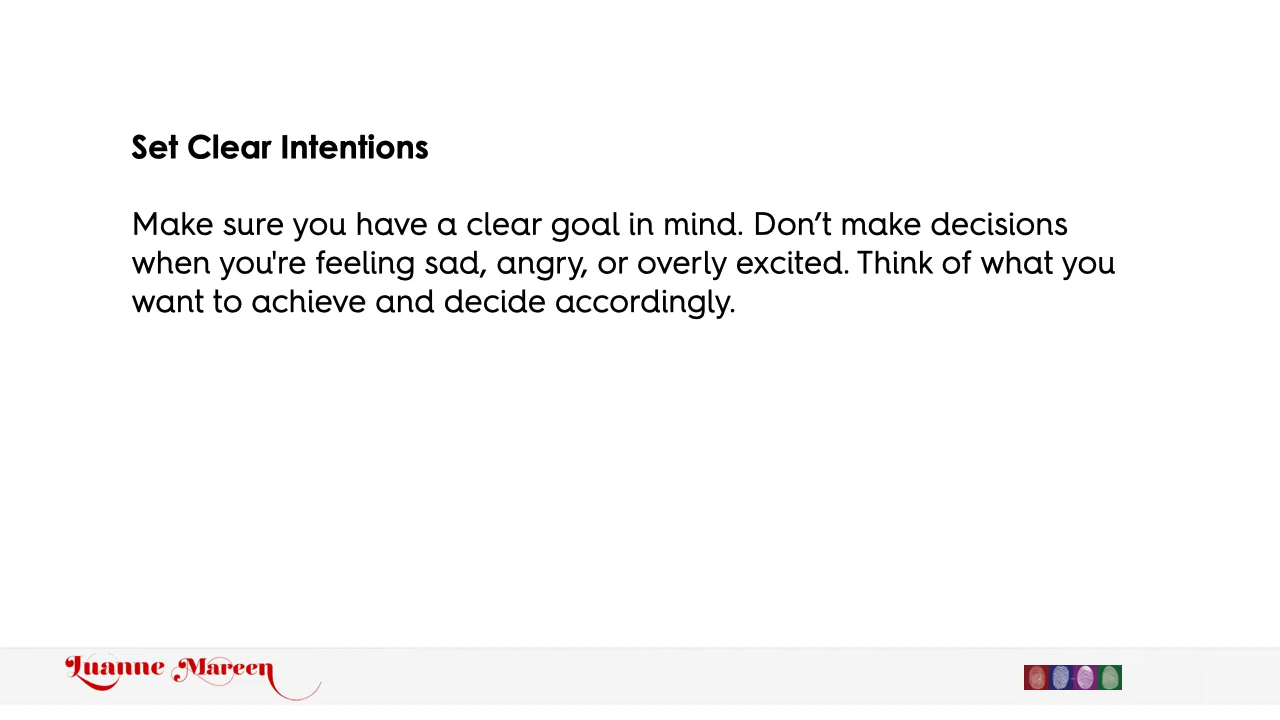 Set Clear Intentions
Make sure you have a clear goal in mind. Don’t make decisions
when you're feeling sad, angry, or overly excited. Think of what you
want to achieve and decide accordingly.
Luanne Mareen